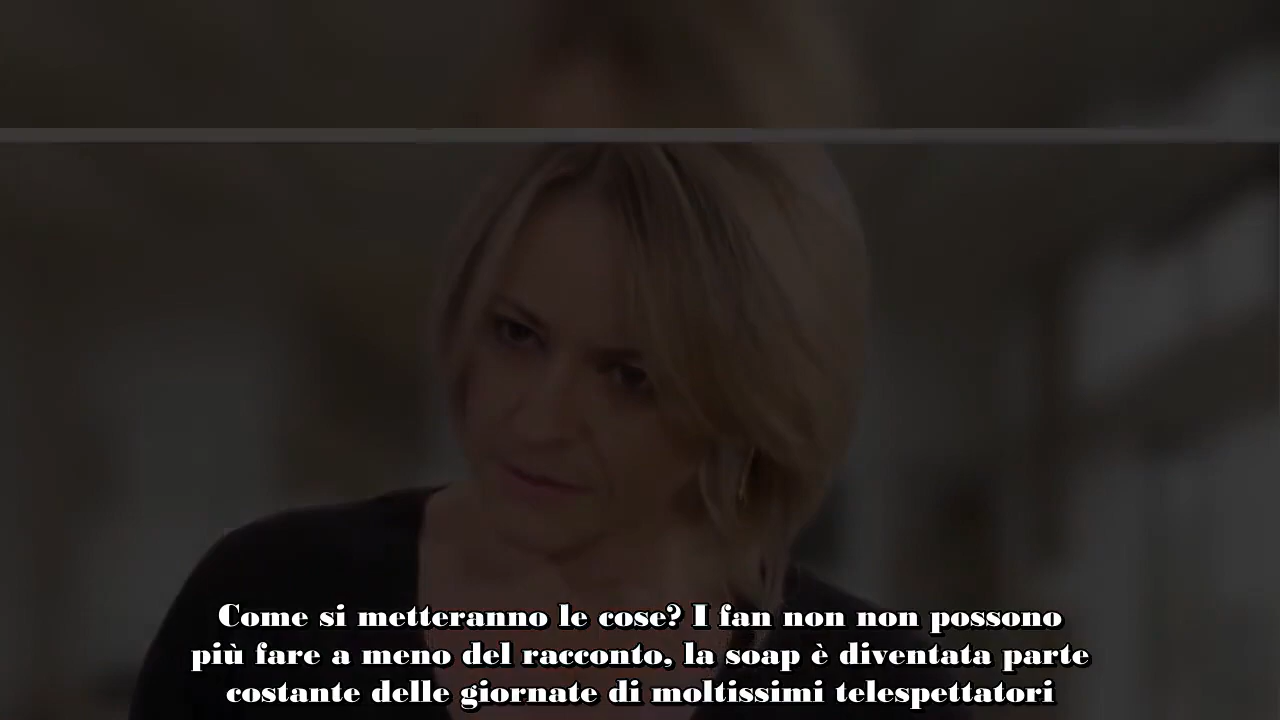 Come si metteranno le cose? I fan non non possono
più fare a meno del racconto, la soap è diventata parte
costante delle giornate di moltissimi telespettatori